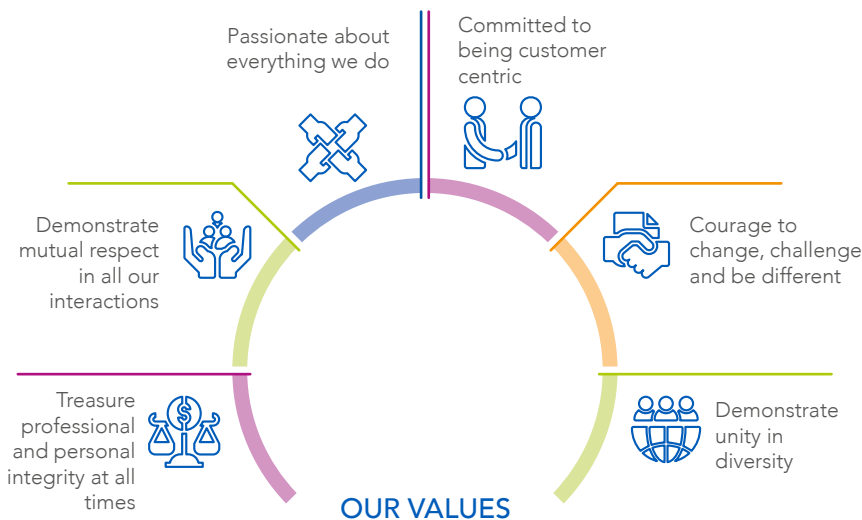 Passionate about
everything we do
Committed to
being customer
centric
Demonstrate
mutual respect
in all our
interactions
Courage to
change, challenge
and be different
Treasure
professional
and personal
integrity at all
times
$
Demonstrate
unity in
diversity
OUR VALUES